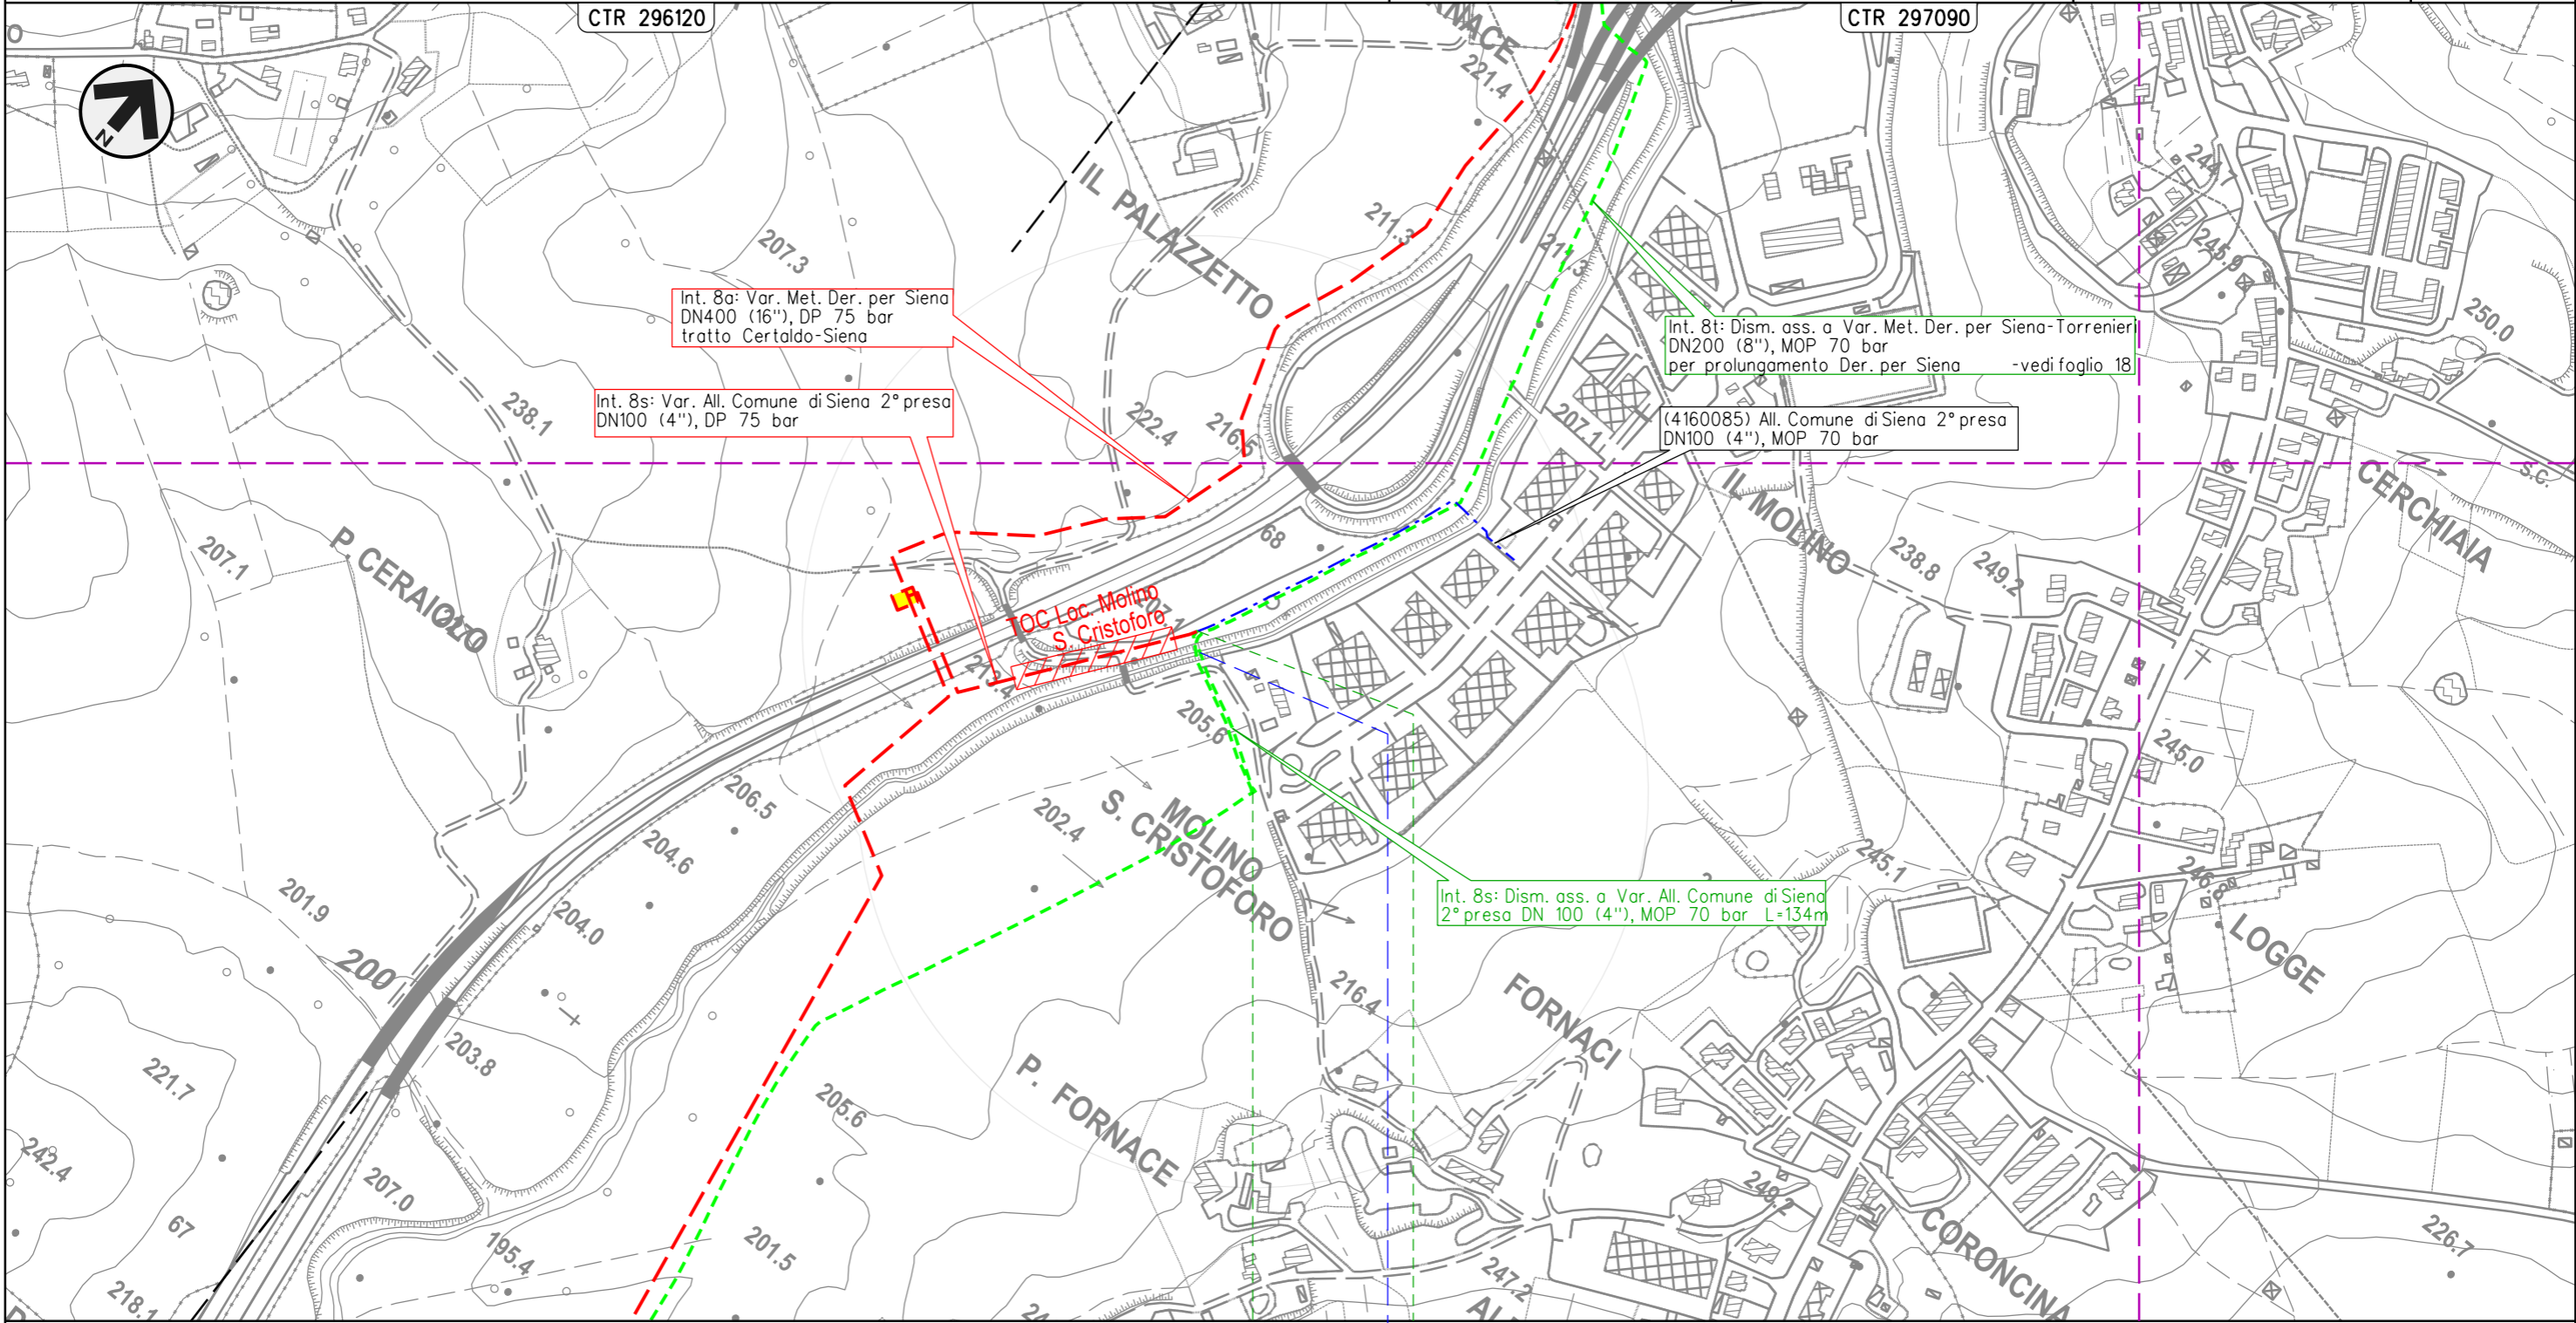 CTR 296120
CTR 297090
N
221.4
IL PALAZZETTO
207.3
211.3
211.3
244.
245.9
250.0
Int. 8a: Var. Met. Der. per Siena
DN400 (16"), DP 75 bar
tratto Certaldo-Siena
Int. 8t: Dism. ass. a Var. Met. Der. per Siena-Torrenieri
DN200 (8"), MOP 70 bar
per prolungamento Der. per Siena -vedi foglio 18
Int. 8s: Var. All. Comune di Siena 2° presa
DN100 (4"), DP 75 bar
(4160085) All. Comune di Siena 2° presa
DN100 (4"), MOP 70 bar
238.1
222.4
216.5
207.1
S.C.
CERCHIAIA
IL MOLINO
68
207.1
P. CERAIOLO
238.8
249.2
TOC Loc. Molino
S. Cristoforo
213.4
205.6
245.0
206.5
202.4
MOLINO
S. CRISTOFORO
204.6
245.1
246.8
201.9
204.0
Int. 8s: Dism. ass. a Var. All. Comune di Siena
2° presa DN 100 (4"), MOP 70 bar L=134m
LOGGE
200
216.4
FORNACI
203.8
221.7
P. FORNACE
205.6
242.4
207.0
249.2
CORONCINA
67
195.4
201.5
226.7
218.1
247.2